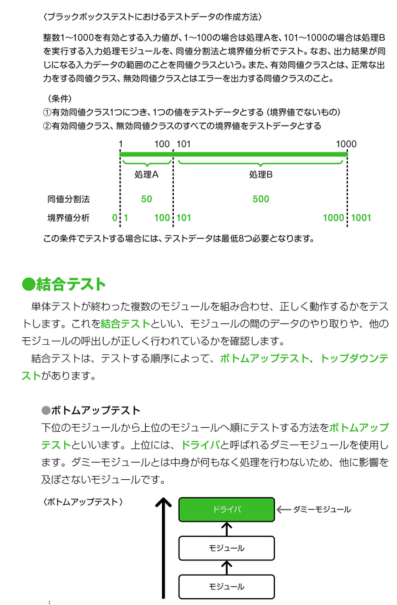 〈ブラックボックステストにおけるテストデータの作成方法〉
整数1〜1000を有効とする入力値が、1〜100の場合は処理Aを、101〜1000の場合は処理B
を実行する入力処理モジュールを、同値分割法と境界値分析でテスト。なお、出力結果が同
じになる入力データの範囲のことを同値クラスという。また、有効同値クラスとは、正常な出
力をする同値クラス、無効同値クラスとはエラーを出力する同値クラスのこと。
（条件）
①有効同値クラス1つにつき、1つの値をテストデータとする（境界値でないもの）
②有効同値クラス、無効同値クラスのすべての境界値をテストデータとする
1 100 101 1000
処理A 処理B
同値分割法 50 500
境界値分析 0 1 100 101 1000 1001
この条件でテストする場合には、テストデータは最低8つ必要となります。
●結合テスト
単体テストが終わった複数のモジュールを組み合わせ、正しく動作するかをテス
トします。これを結合テストといい、モジュールの間のデータのやり取りや、他の
モジュールの呼出しが正しく行われているかを確認します。
結合テストは、テストする順序によって、ボトムアップテスト、トップダウンテ
ストがあります。
●ボトムアップテスト
下位のモジュールから上位のモジュールへ順にテストする方法をボトムアップ
テストといいます。上位には、ドライバと呼ばれるダミーモジュールを使用し
ます。ダミーモジュールとは中身が何もなく処理を行わないため、他に影響を
及ぼさないモジュールです。
〈ボトムアップテスト〉
ドライバ ダミーモジュール
モジュール
モジュール